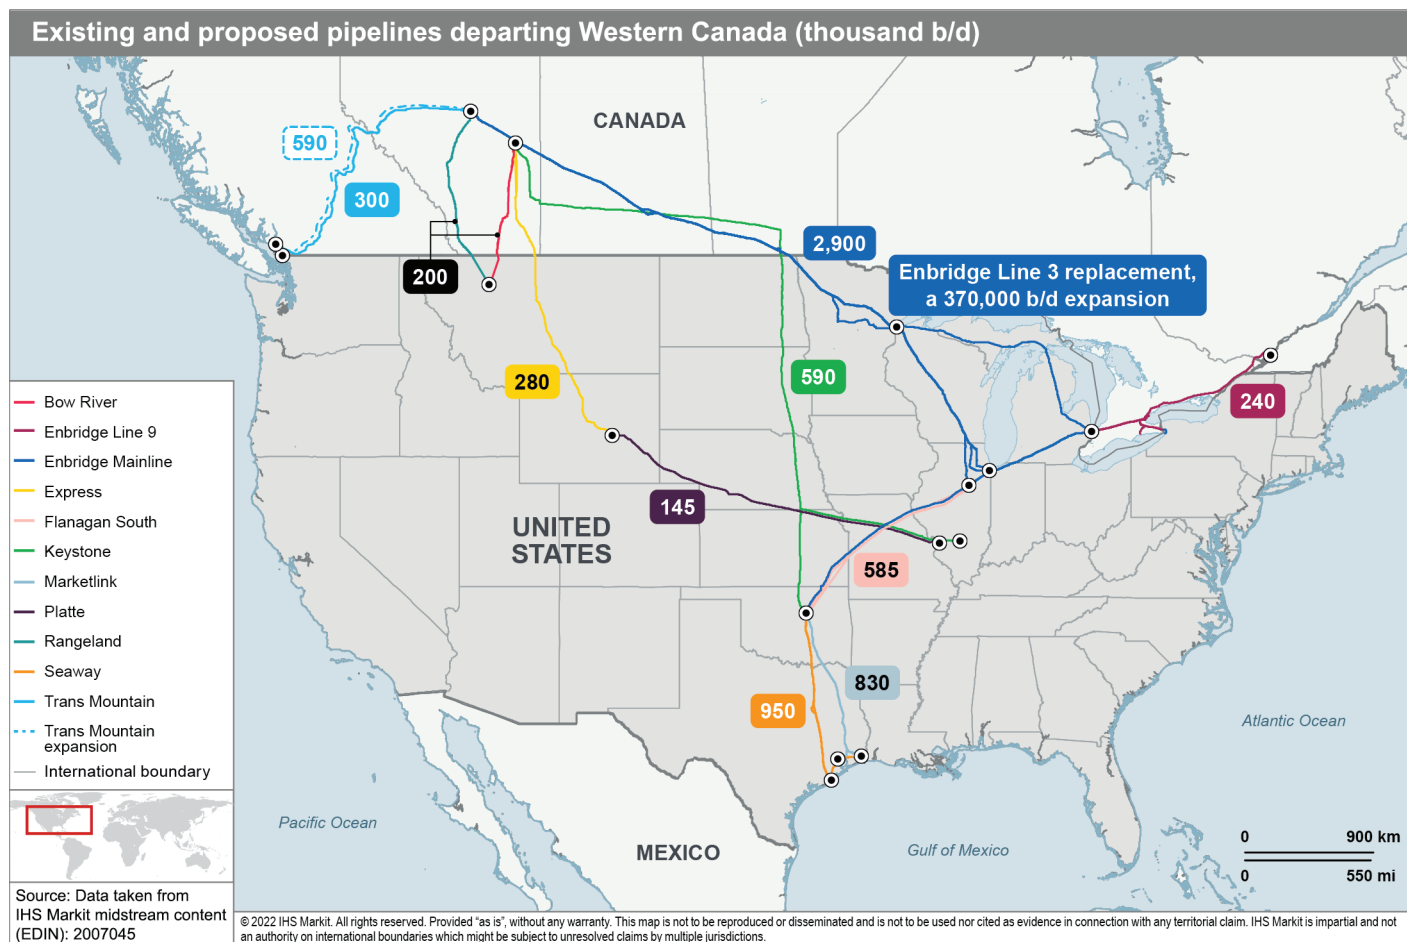 Existing and proposed pipelines departing Western Canada (thousand b/d)
CANADA
590
300
200
2,900
Enbridge Line 3 replacement,
a 370,000 b/d expansion
280
590
240
145
UNITED
STATES
585
830
950
Bow River
Enbridge Line 9
Enbridge Mainline
Express
Flanagan South
Keystone
Marketlink
Platte
Rangeland
Seaway
Trans Mountain
Trans Mountain
expansion
International boundary
Atlantic Ocean
Pacific Ocean
MEXICO
Gulf of Mexico
0 900 km
0 550 mi
Source: Data taken from
IHS Markit midstream content
(EDIN): 2007045
© 2022 IHS Markit. All rights reserved. Provided “as is”, without any warranty. This map is not to be reproduced or disseminated and is not to be used nor cited as evidence in connection with any territorial claim. IHS Markit is impartial and not
an authority on international boundaries which might be subject to unresolved claims by multiple jurisdictions.